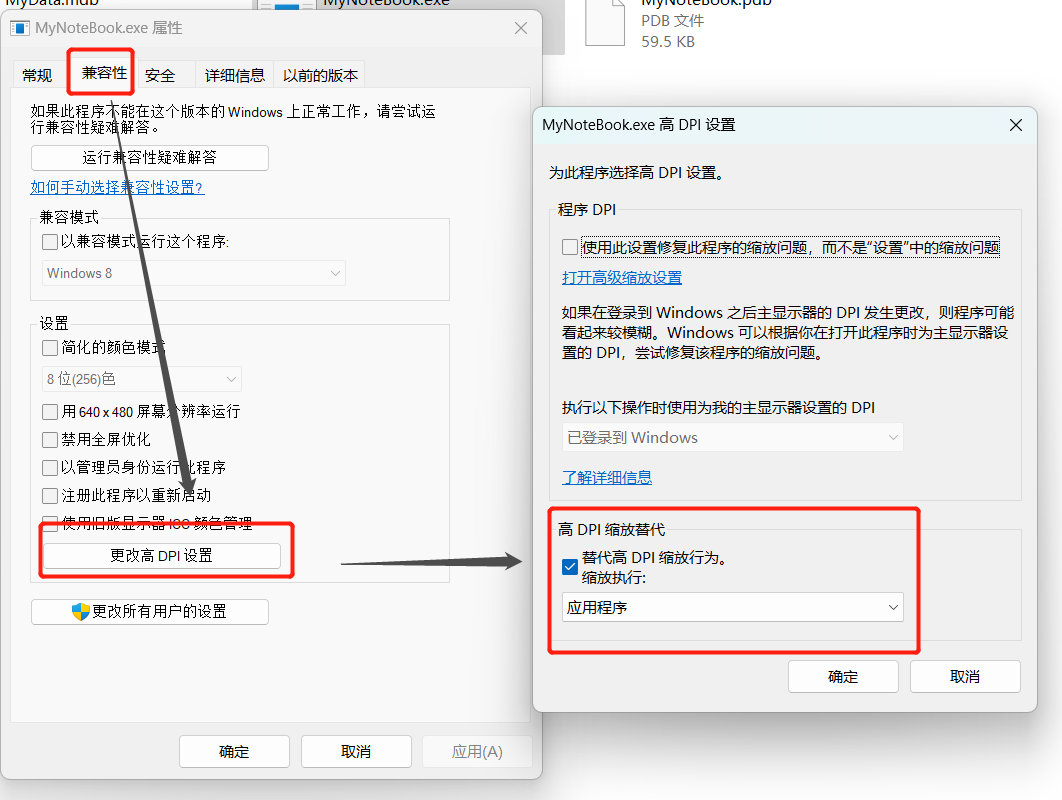 MyData.mdb
MyNoteBook.exe
MyNoteBook.pdb
PDB 文件
59.5 KB
MyNoteBook.exe 属性
常规
兼容性
安全
详细信息
以前的版本
如果此程序不能在这个版本的 Windows 上正常工作，请尝试运
行兼容性疑难解答。
运行兼容性疑难解答
如何手动选择兼容性设置?
兼容模式
以兼容模式运行这个程序:
Windows 8
设置
简化的颜色模式
8 位(256)色
用 640 x 480 屏幕分辨率运行
禁用全屏优化
以管理员身份运行此程序
注册此程序以重新启动
使用旧版显示器 ICC 颜色管理
更改高 DPI 设置
更改所有用户的设置
确定
取消
应用(A)
MyNoteBook.exe 高 DPI 设置
为此程序选择高 DPI 设置。
程序 DPI
使用此设置修复此程序的缩放问题，而不是“设置”中的缩放问题
打开高级缩放设置
如果在登录到 Windows 之后主显示器的 DPI 发生更改，则程序可能
看起来较模糊。Windows 可以根据你在打开此程序时为主显示器设
置的 DPI，尝试修复该程序的缩放问题。
执行以下操作时使用为我的主显示器设置的 DPI
已登录到 Windows
了解详细信息
高 DPI 缩放替代
替代高 DPI 缩放行为。
缩放执行:
应用程序
确定
取消